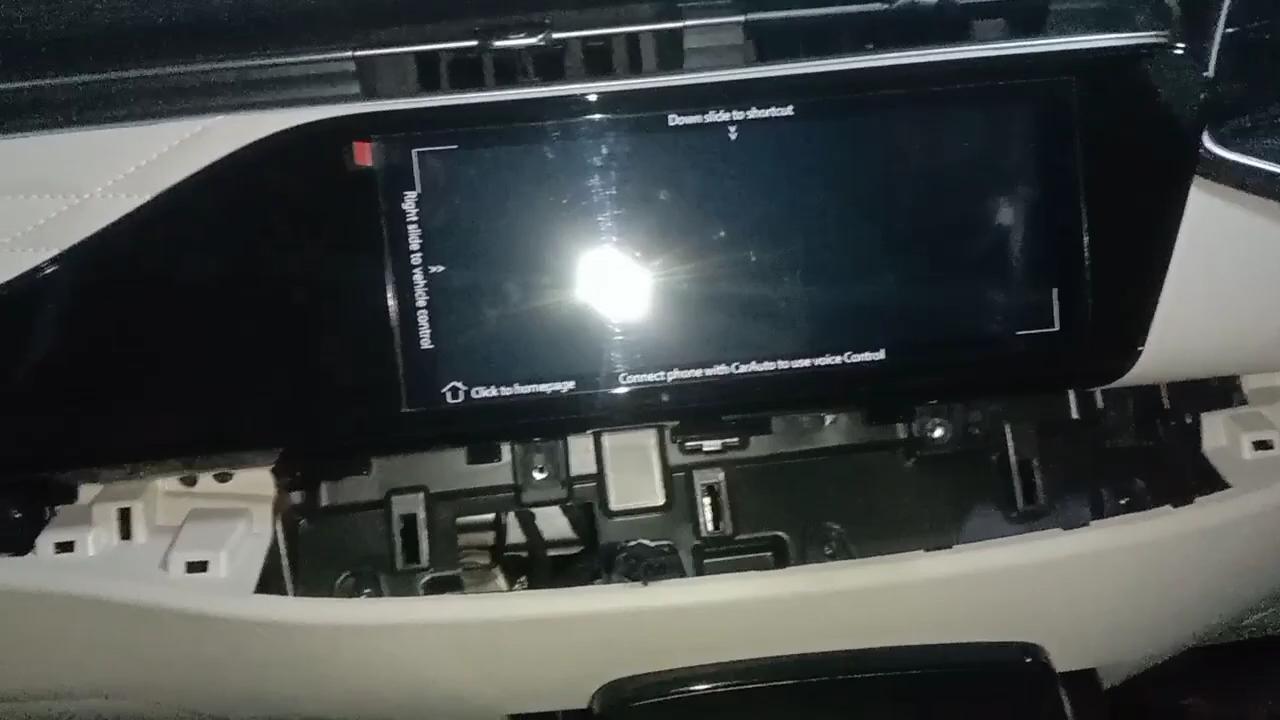 Down slide to shortcut
Right slide to vehicle control
Click to homepage
Connect phone with CarAuto to use voice Controll